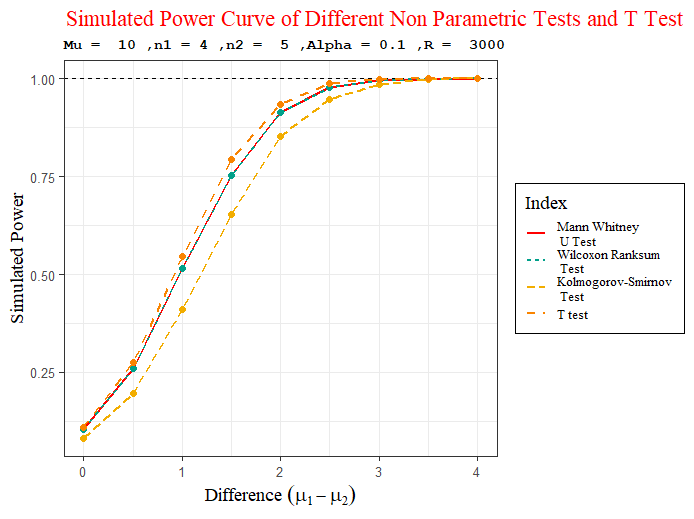 Simulated Power Curve of Different Non Parametric Tests and T Test
Mu =  10 ,n1 = 4 ,n2 =  5 ,Alpha = 0.1 ,R =  3000
1.00
0.75
0.50
0.25
Simulated Power
0 1 2 3 4
Difference (μ1 − μ2)
Index
Mann Whitney
U Test
Wilcoxon Ranksum
Test
Kolmogorov-Smirnov
Test
T test